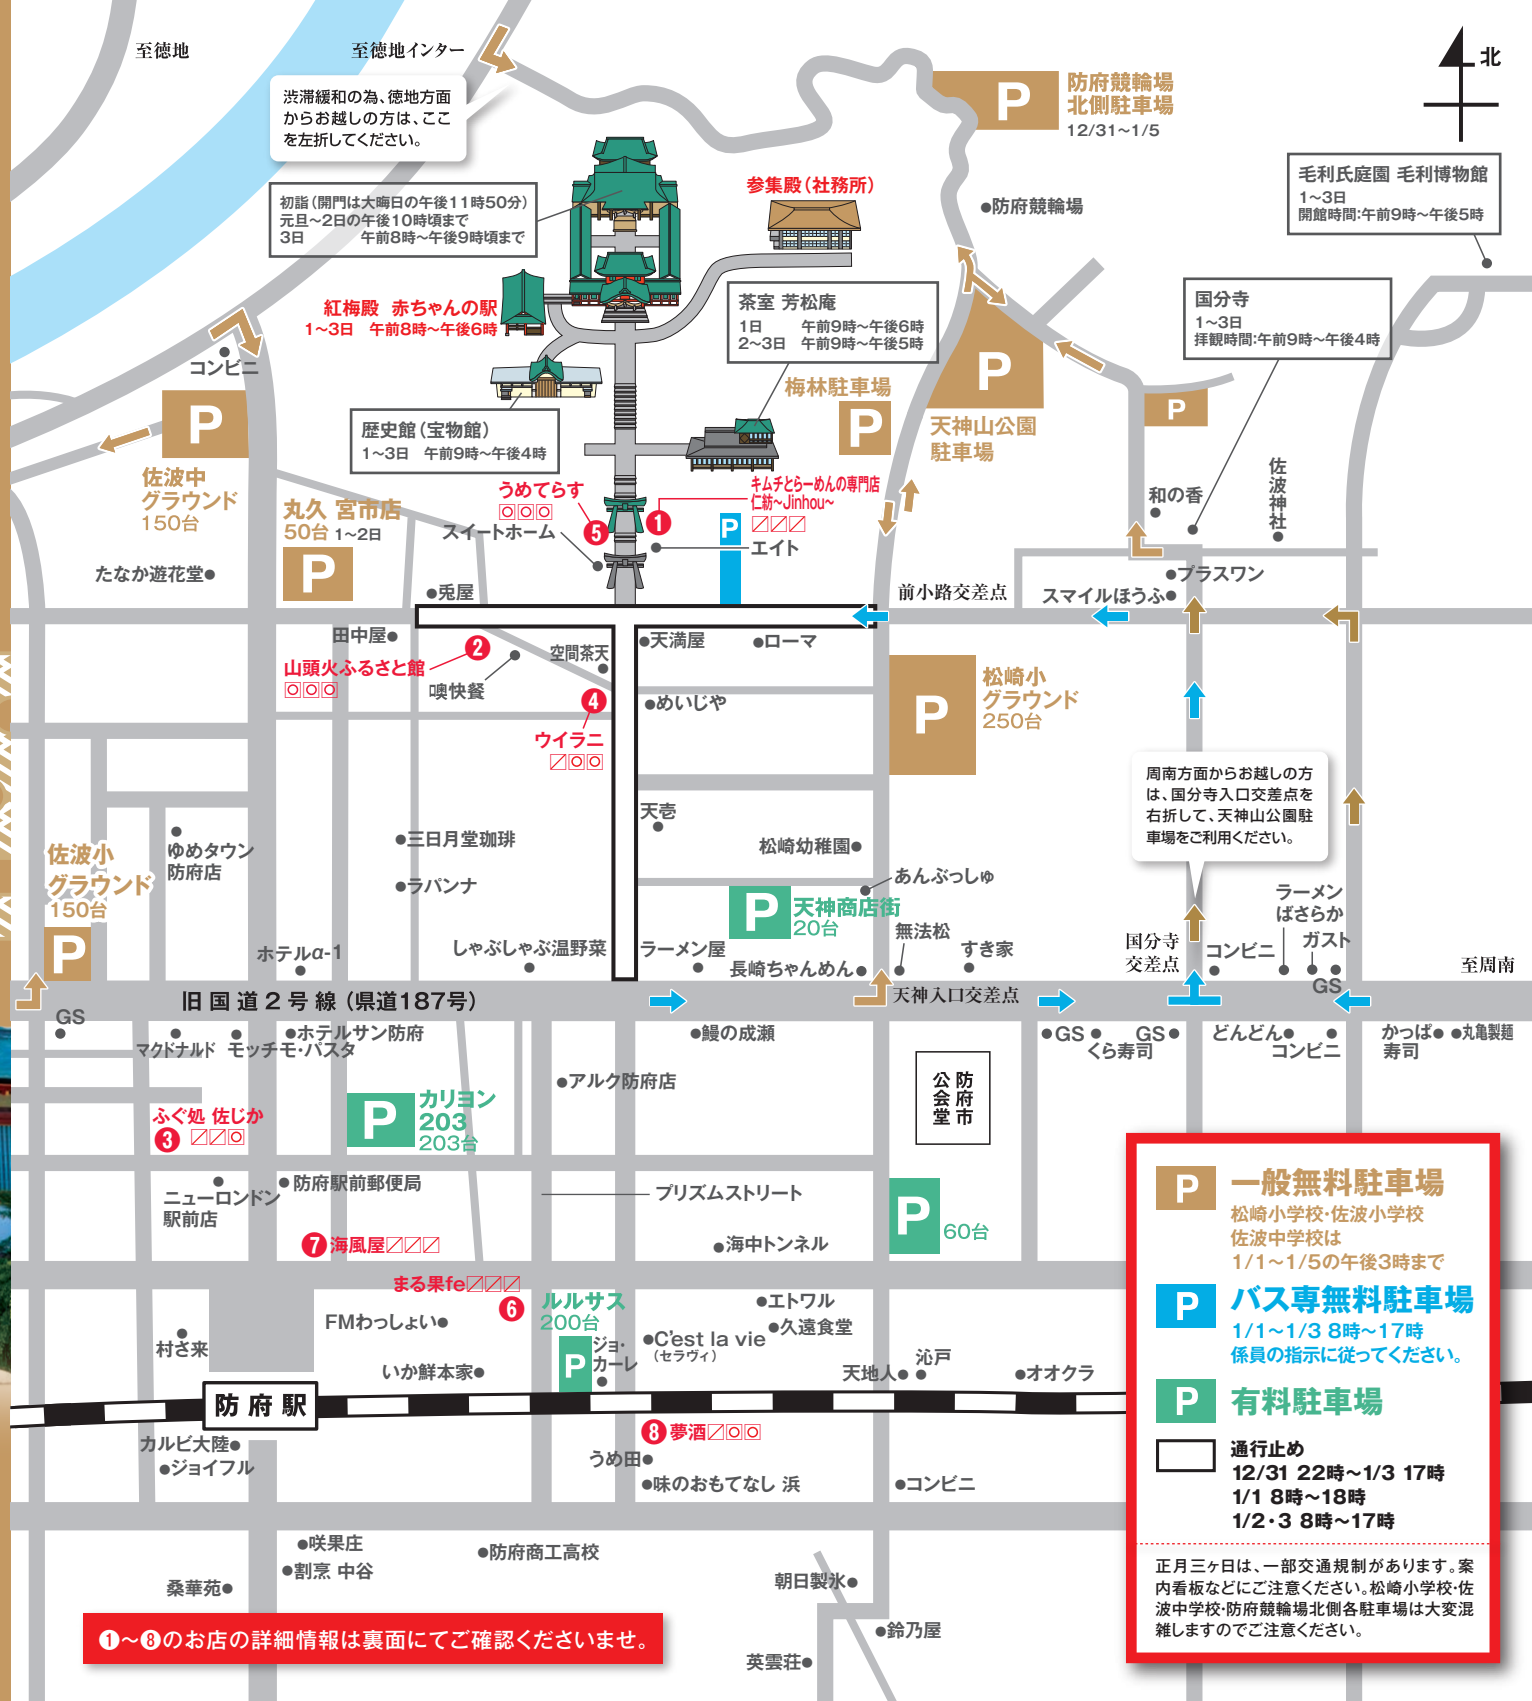 至徳地
至徳地インター
北
渋滞緩和の為、徳地方面
からお越しの方は、ここ
を左折してください。
P
防府競輪場
北側駐車場
12/31〜1/5
初詣(開門は大晦日の午後11時50分)
元旦〜2日の午後10時頃まで
3日 午前8時〜午後9時頃まで
参集殿(社務所)
●防府競輪場
毛利氏庭園 毛利博物館
1〜3日
開館時間:午前9時〜午後5時
紅梅殿 赤ちゃんの駅
1〜3日 午前8時〜午後6時
茶室 芳松庵
1日 午前9時〜午後6時
2〜3日 午前9時〜午後5時
国分寺
1〜3日
拝観時間:午前9時〜午後4時
コンビニ
P
佐波中
グラウンド
150台
歴史館(宝物館)
1〜3日 午前9時〜午後4時
梅林駐車場
P
P
天神山公園
駐車場
P
丸久 宮市店
50台 1〜2日
P
うめてらす
スイートホーム
5
キムチとらーめんの専門店
仁紡〜Jinhou〜
1
エイト
P
和の香
佐波神社
たなか遊花堂●
●兎屋
前小路交差点
●プラスワン
スマイルほうふ●
田中屋●
2
山頭火ふるさと館
噢快餐
空間茶天
●天満屋
●ローマ
4
ウイラニ
●めいじや
P
松崎小
グラウンド
250台
周南方面からお越しの方
は、国分寺入口交差点を
右折して、天神山公園駐
車場をご利用ください。
天壱
松崎幼稚園●
ゆめタウン
防府店
●三日月堂珈琲
●ラパンナ
佐波小
グラウンド
150台
P
あんぷっしゅ
P
天神商店街
20台
無法松
すき家
ホテルα-1
しゃぶしゃぶ温野菜
ラーメン屋
長崎ちゃんめん●
国分寺
交差点
コンビニ
ラーメン
ばさらか
ガスト
GS
至周南
旧国道2号線(県道187号)
天神入口交差点
GS
マクドナルド
モッチモ・パスタ
●ホテルサン防府
●鰻の成瀬
●GS
くら寿司
GS●
どんどん●
コンビニ
かっぱ●
寿司
●丸亀製麺
●アルク防府店
防府市
公会堂
ふぐ処 佐じか
3
P
カリヨン
203
203台
ニューロンドン
駅前店
●防府駅前郵便局
プリズムストリート
P
60台
7 海風屋
●海中トンネル
まる果fe
6
FMわっしょい●
ルルサス
200台
P
ジョ・
カーレ
●エトワル
●久遠食堂
●C'est la vie
(セラヴィ)
村さ来
いか鮮本家●
天地人●
沁戸
●オオクラ
防府駅
カルビ大陸●
●ジョイフル
8 夢酒
うめ田●
●味のおもてなし 浜
●コンビニ
●咲果庄
●割烹 中谷
桑華苑●
●防府商工高校
朝日製氷●
●鈴乃屋
英雲荘●
1〜8のお店の詳細情報は裏面にてご確認くださいませ。
P 一般無料駐車場
松崎小学校・佐波小学校
佐波中学校は
1/1〜1/5の午後3時まで
P バス専無料駐車場
1/1〜1/3 8時〜17時
係員の指示に従ってください。
P 有料駐車場
通行止め
12/31 22時〜1/3 17時
1/1 8時〜18時
1/2・3 8時〜17時
正月三ヶ日は、一部交通規制があります。案
内看板などにご注意ください。松崎小学校・佐
波中学校・防府競輪場北側各駐車場は大変混
雑しますのでご注意ください。